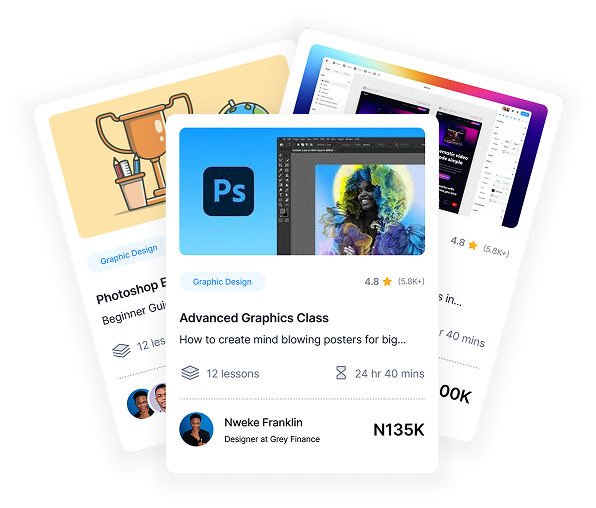 Graphic Design
Photoshop
Beginner
12
4.8 (5.8K+)
in...
40 mins
00K
Ps
Graphic Design
4.8 (5.8K+)
Advanced Graphics Class
How to create mind blowing posters for big...
12 lessons
24 hr 40 mins
Nweke Franklin
Designer at Grey Finance
N135K